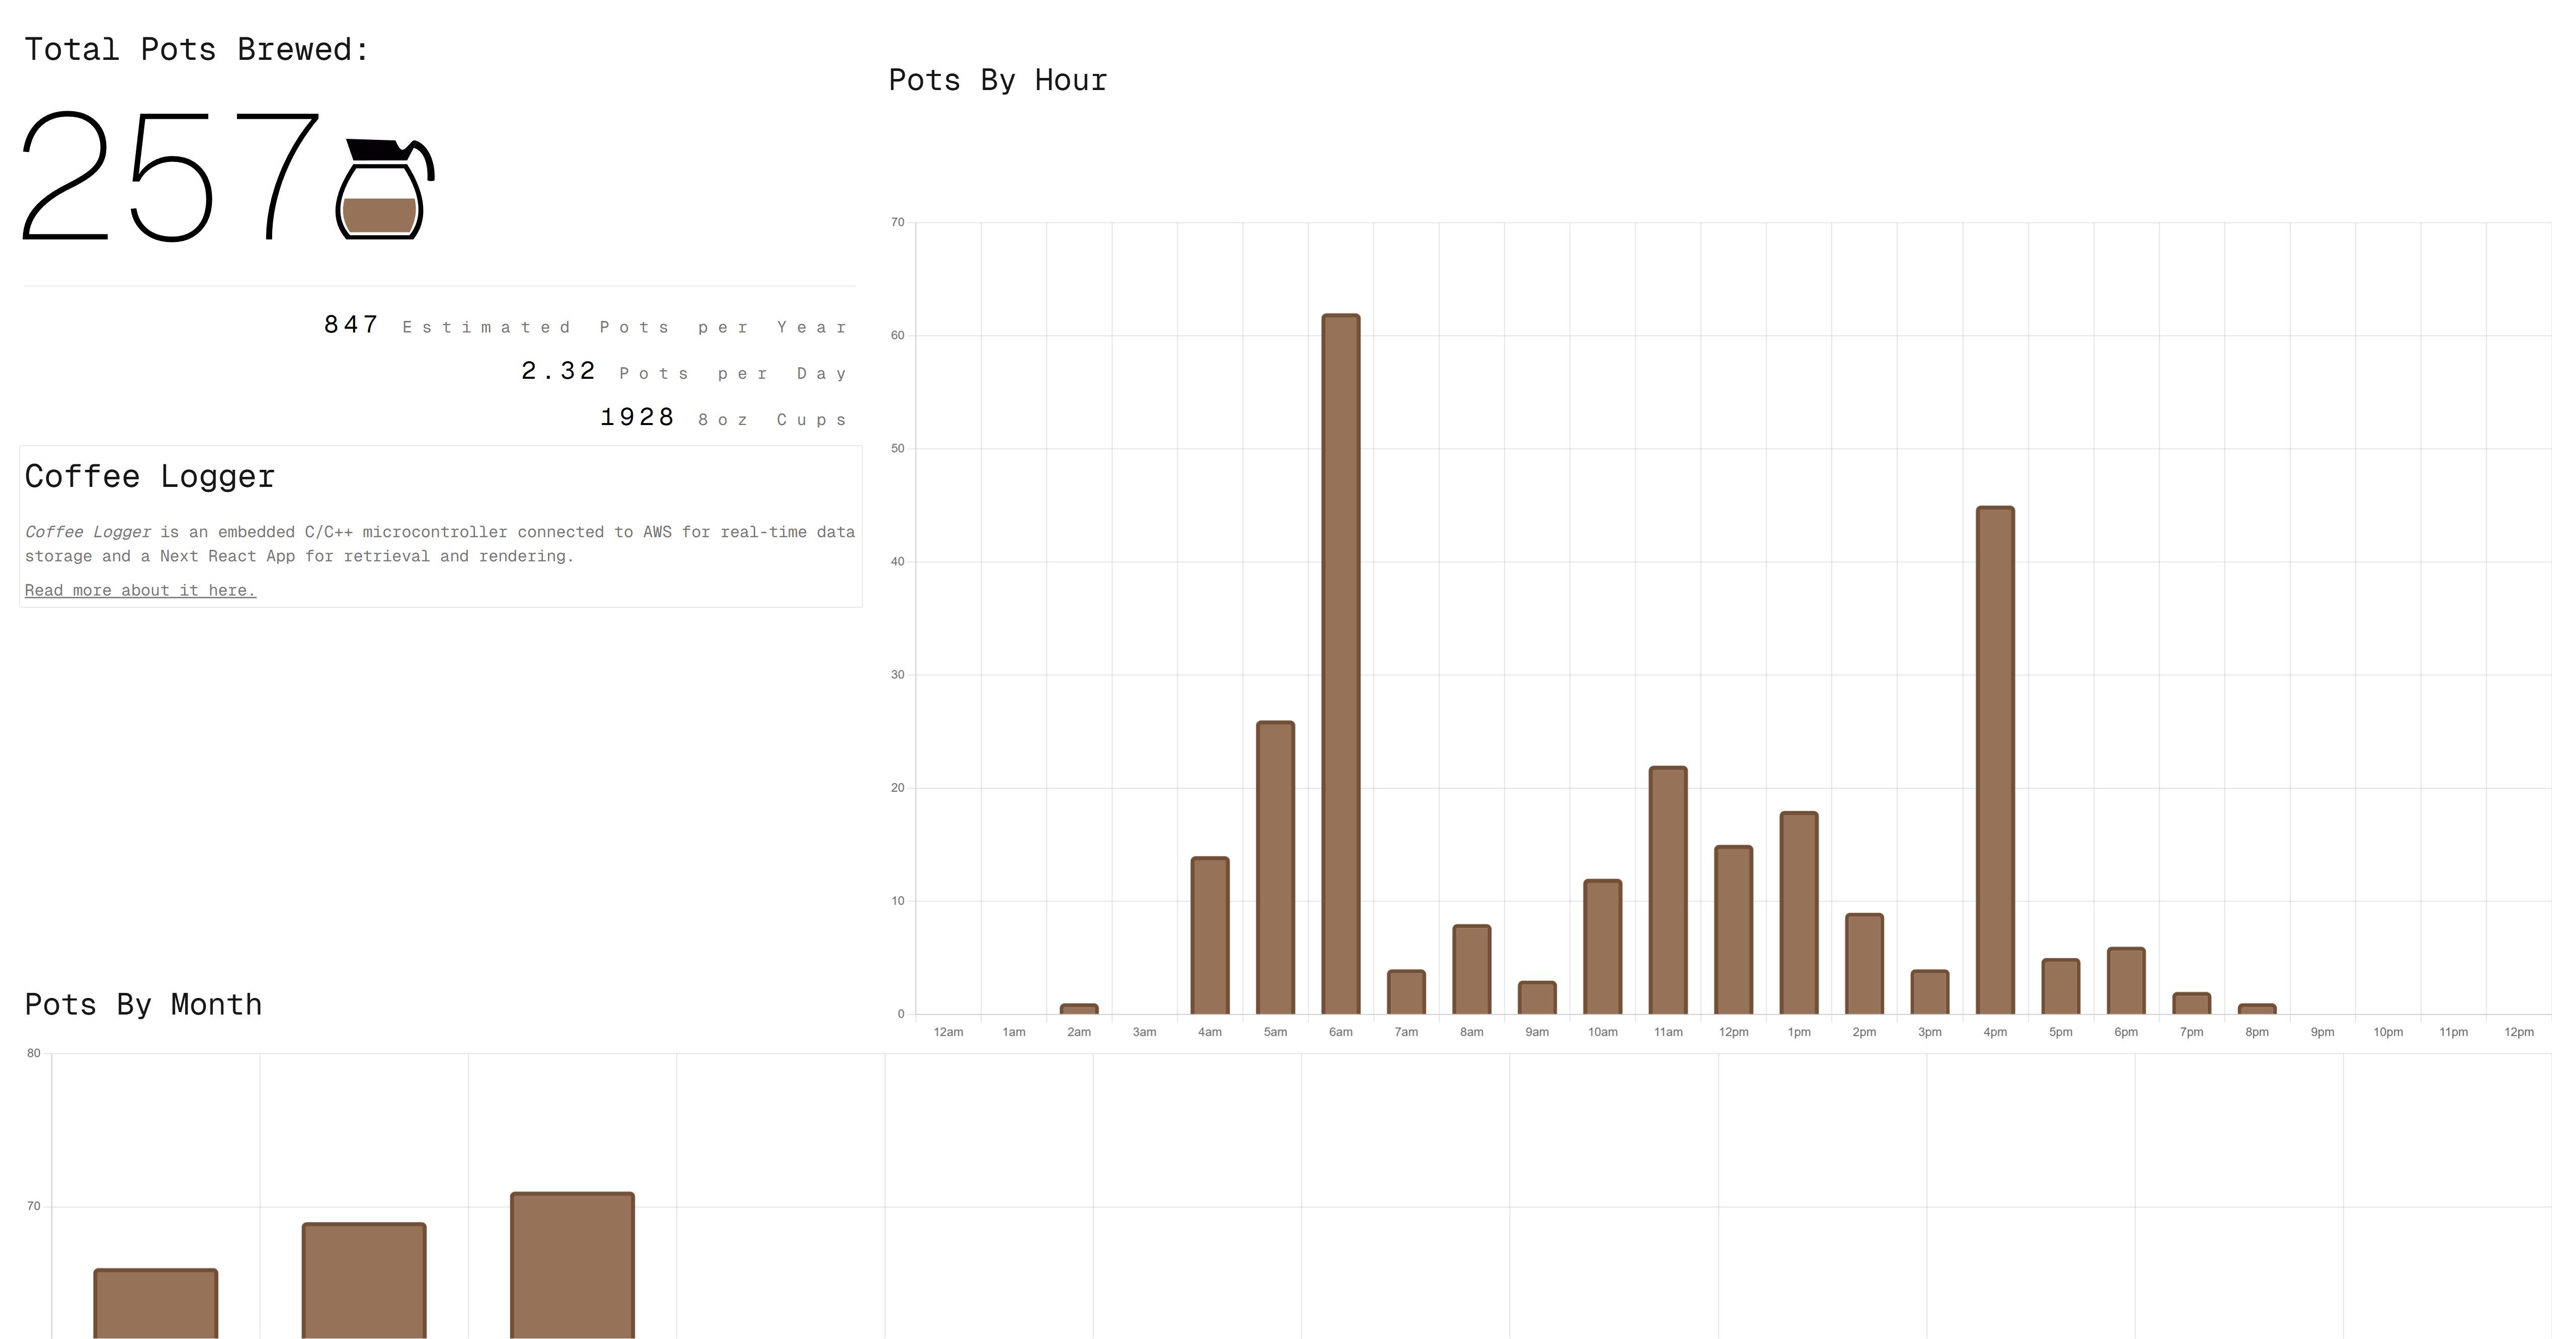 Total Pots Brewed:
257
847 Estimated Pots per Year
2.32 Pots per Day
1928 8oz Cups
Coffee Logger
Coffee Logger is an embedded C/C++ microcontroller connected to AWS for real-time data
storage and a Next React App for retrieval and rendering.
Read more about it here.
Pots By Hour
70
60
50
40
30
20
10
0
12am 1am 2am 3am 4am 5am 6am 7am 8am 9am 10am 11am 12pm 1pm 2pm 3pm 4pm 5pm 6pm 7pm 8pm 9pm 10pm 11pm 12pm
Pots By Month
80
70